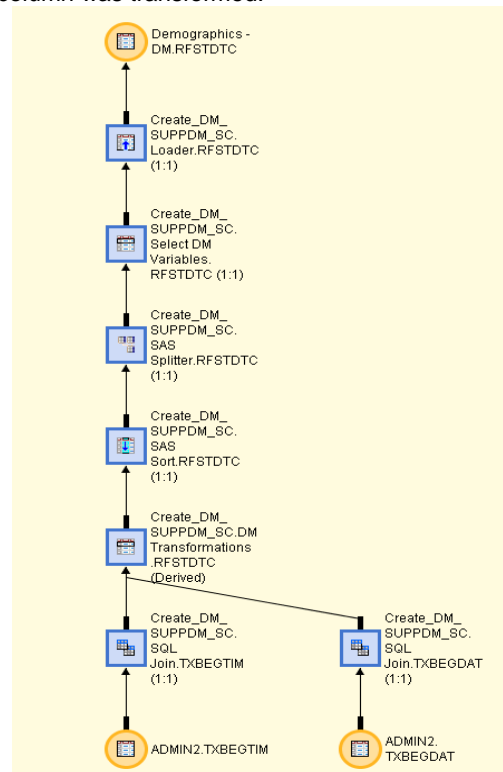 column was transformed.
Demographics -
DM.RFSTDTC
Create_DM_
SUPPDM_SC.
Loader.RFSTDTC
(1:1)
Create_DM_
SUPPDM_SC.
Select DM
Variables.
RFSTDTC (1:1)
Create_DM_
SUPPDM_SC.
SAS
Splitter.RFSTDTC
(1:1)
Create_DM_
SUPPDM_SC.
SAS
Sort.RFSTDTC
(1:1)
Create_DM_
SUPPDM_SC.DM
Transformations
.RFSTDTC
(Derived)
Create_DM_
SUPPDM_SC.
SQL
Join.TXBEGTIM
(1:1)
Create_DM_
SUPPDM_SC.
SQL
Join.TXBEGDAT
(1:1)
ADMIN2.TXBEGTIM
ADMIN2.
TXBEGDAT